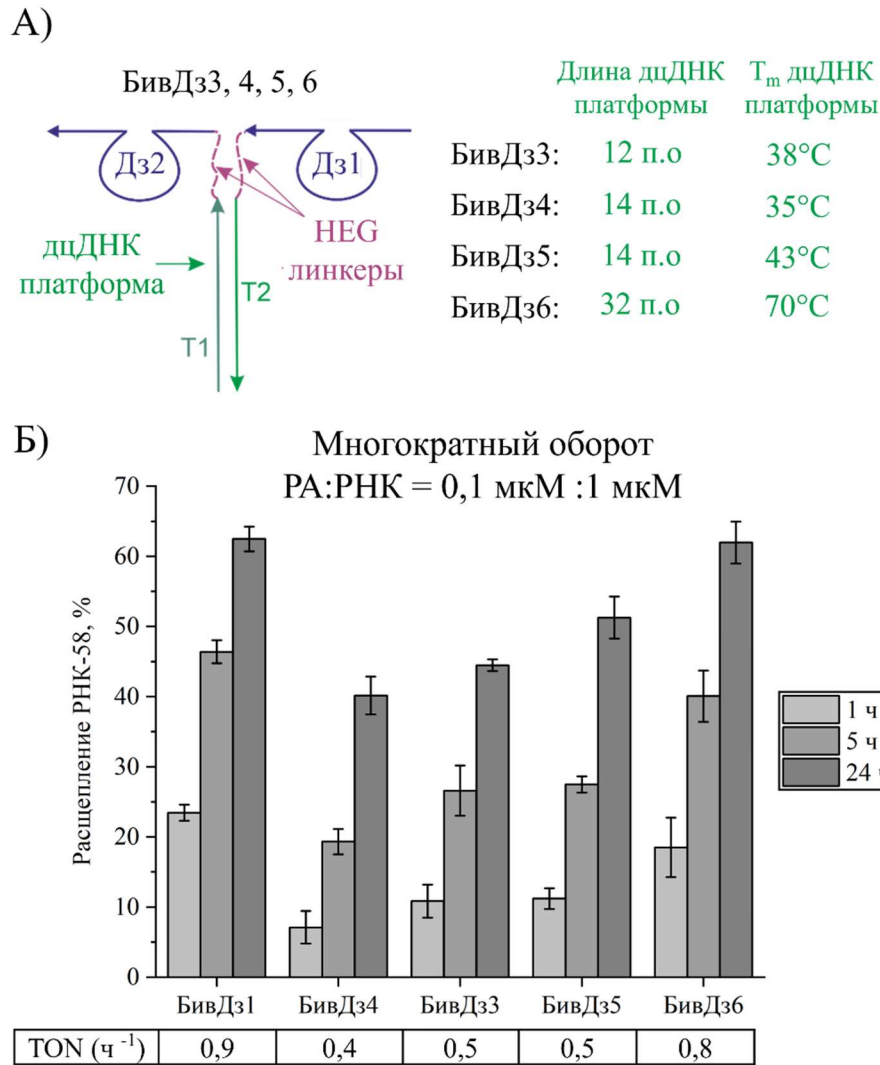 А)
БивДз3, 4, 5, 6
Дз2
Дз1
дцДНК
платформа
HEG
линкеры
T2
T1
Длина дцДНК
платформы
Tm дцДНК
платформы
БивДз3: 12 п.о 38°C
БивДз4: 14 п.о 35°C
БивДз5: 14 п.о 43°C
БивДз6: 32 п.о 70°C
Б)
Многократный оборот
РА:РНК = 0,1 мкМ :1 мкМ
Расщепление РНК-58, %
70
60
50
40
30
20
10
0
1 ч
5 ч
24 ч
БивДз1 БивДз4 БивДз3 БивДз5 БивДз6
TON (ч -1) 0,9 0,4 0,5 0,5 0,8